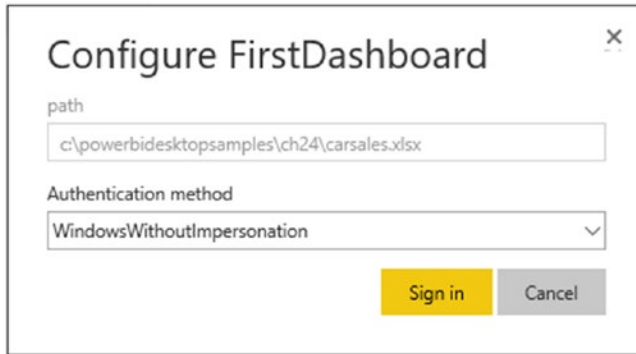 Configure FirstDashboard
path
c:\powerbidesktopsamples\ch24\carsales.xlsx
Authentication method
WindowsWithoutImpersonation
Sign in Cancel